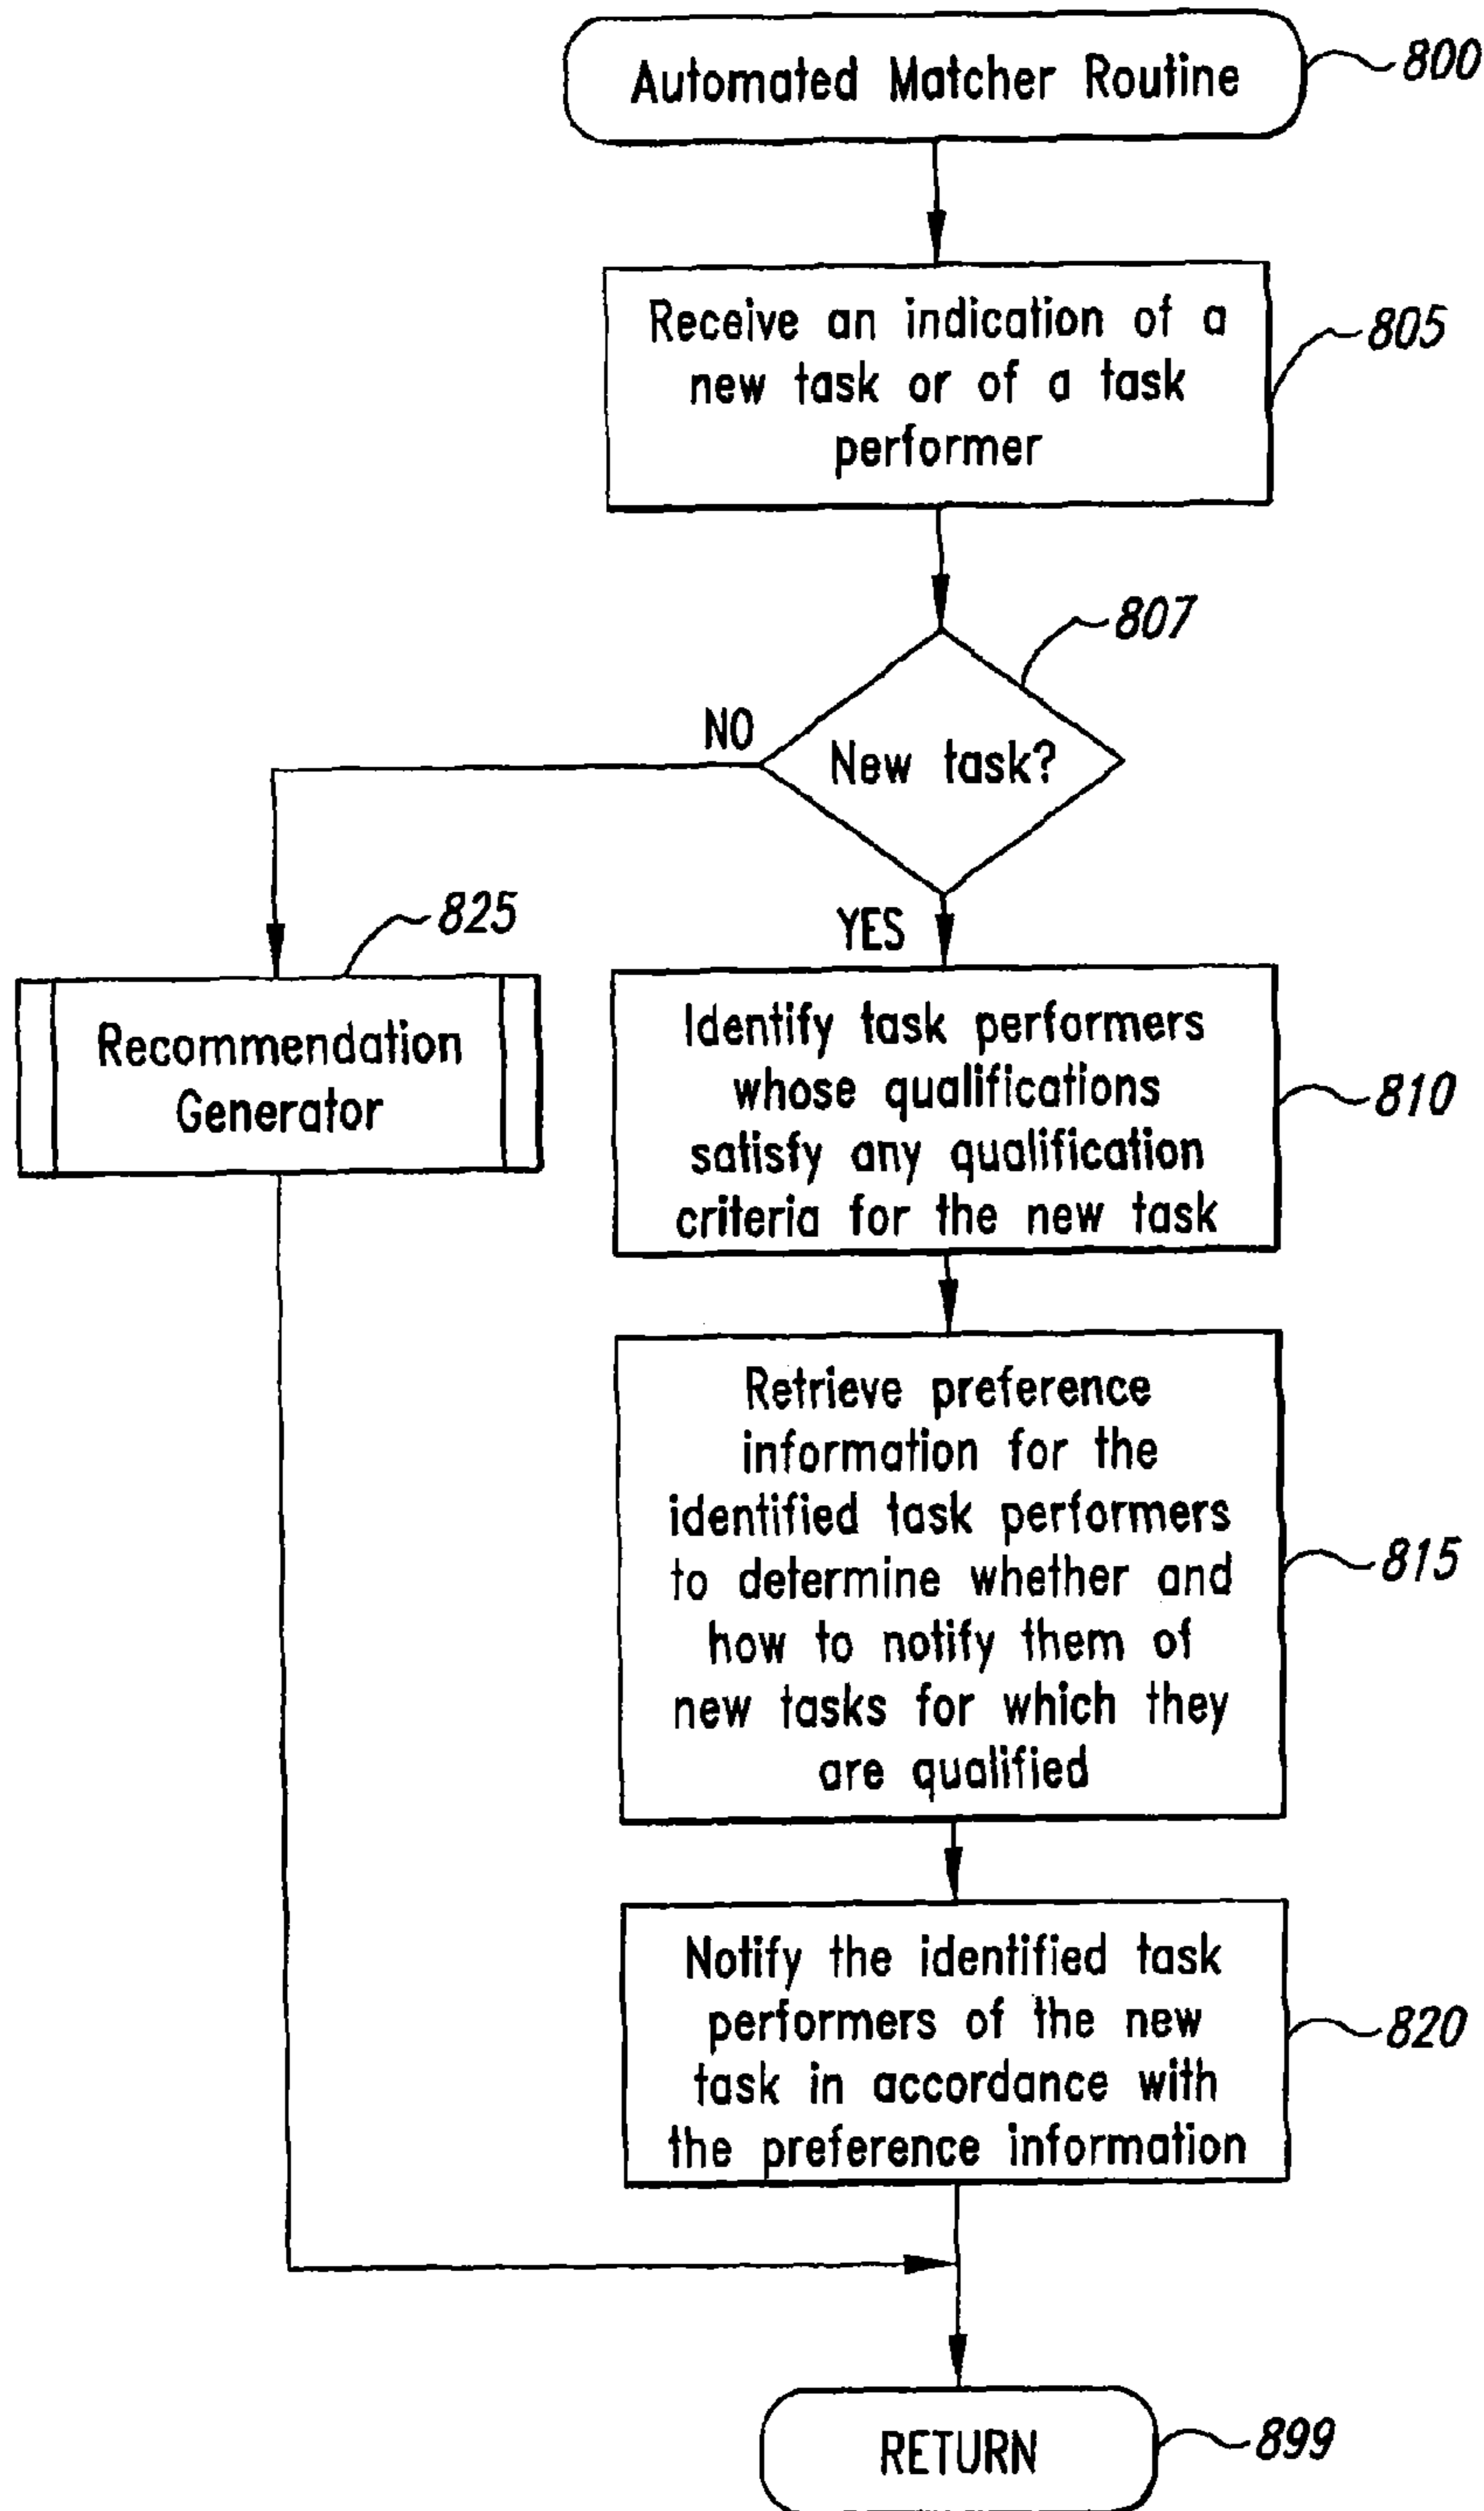 Automated Matcher Routine
800
Receive an indication of a
new task or of a task
performer
805
807
New task?
NO
YES
825
Recommendation
Generator
Identify task performers
whose qualifications
satisfy any qualification
criteria for the new task
810
Retrieve preference
information for the
identified task performers
to determine whether and
how to notify them of
new tasks for which they
are qualified
815
Notify the identified task
performers of the new
task in accordance with
the preference information
820
RETURN
899